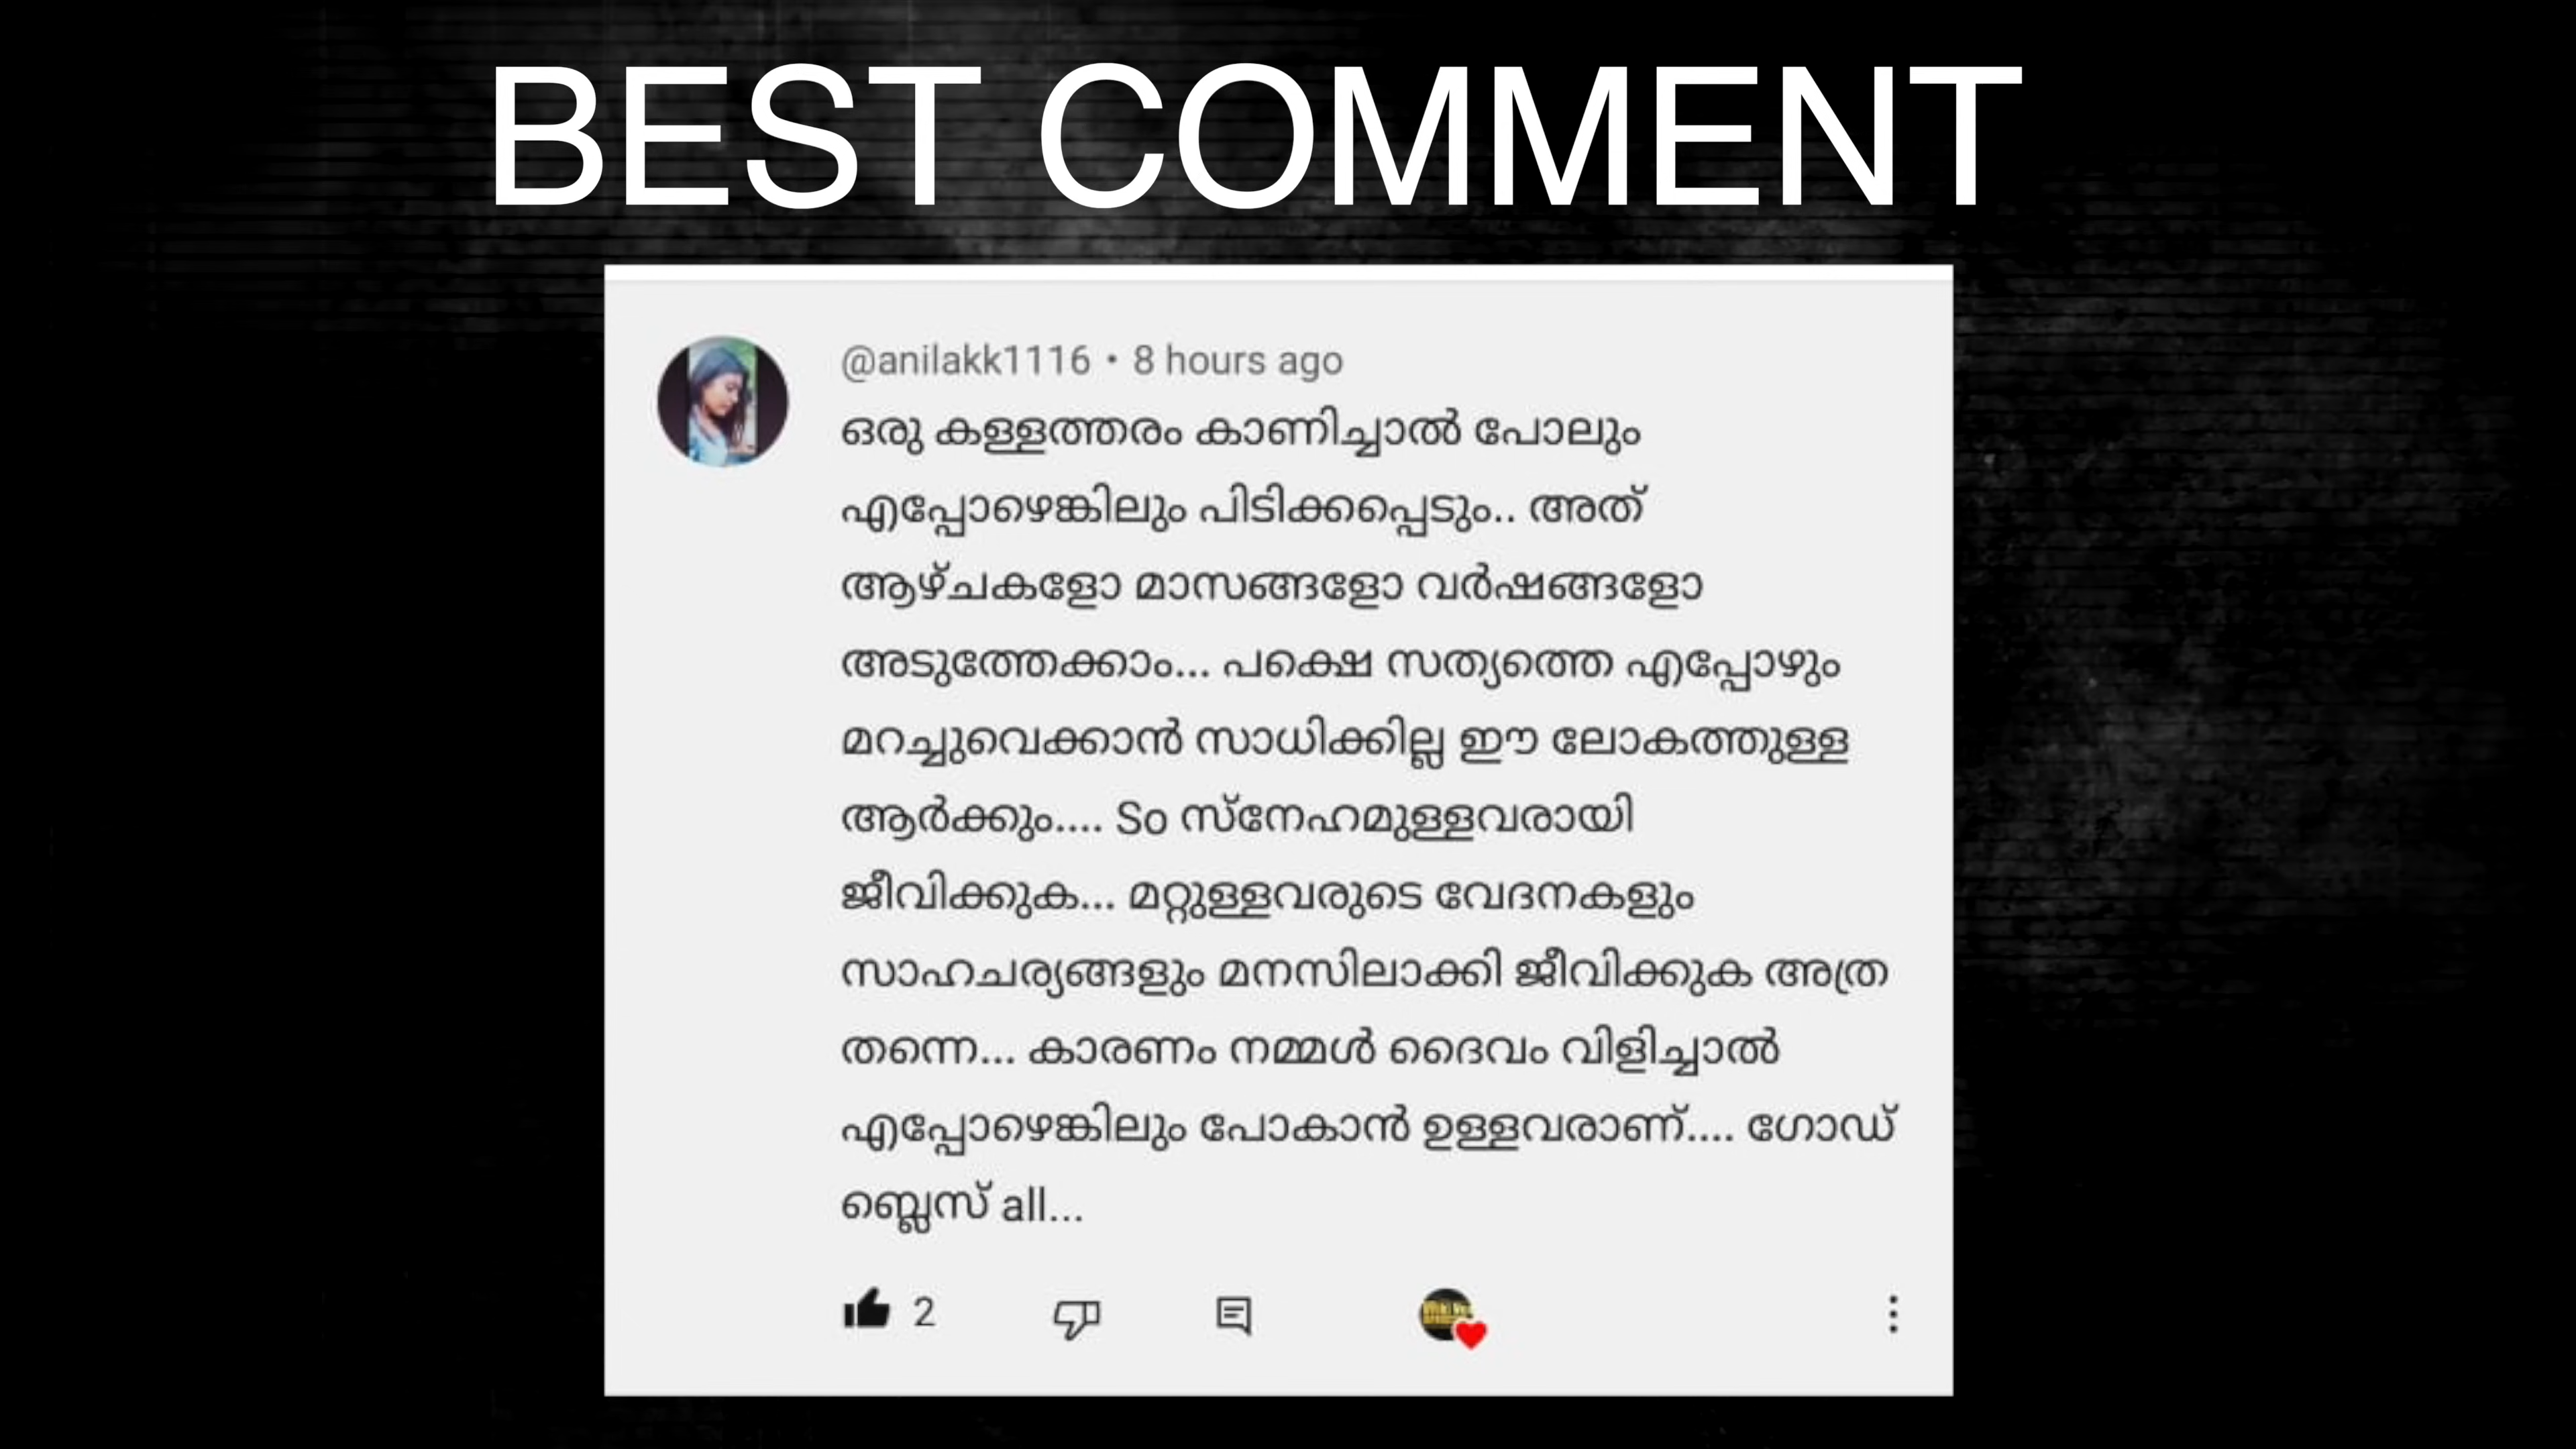 BEST COMMENT
@anilakk1116 • 8 hours ago
ഒരു കള്ളത്തരം കാണിച്ചാൽ പോലും
എപ്പോഴെങ്കിലും പിടിക്കപ്പെടും.. അത്
ആഴ്ചകളോ മാസങ്ങളോ വർഷങ്ങളോ
അടുത്തേക്കാം... പക്ഷെ സത്യത്തെ എപ്പോഴും
മറച്ചുവെക്കാൻ സാധിക്കില്ല ഈ ലോകത്തുള്ള
ആർക്കും.... So സ്നേഹമുള്ളവരായി
ജീവിക്കുക... മറ്റുള്ളവരുടെ വേദനകളും
സാഹചര്യങ്ങളും മനസിലാക്കി ജീവിക്കുക അത്ര
തന്നെ... കാരണം നമ്മൾ ദൈവം വിളിച്ചാൽ
എപ്പോഴെങ്കിലും പോകാൻ ഉള്ളവരാണ്.... ഗോഡ്
ബ്ലെസ് all...
2